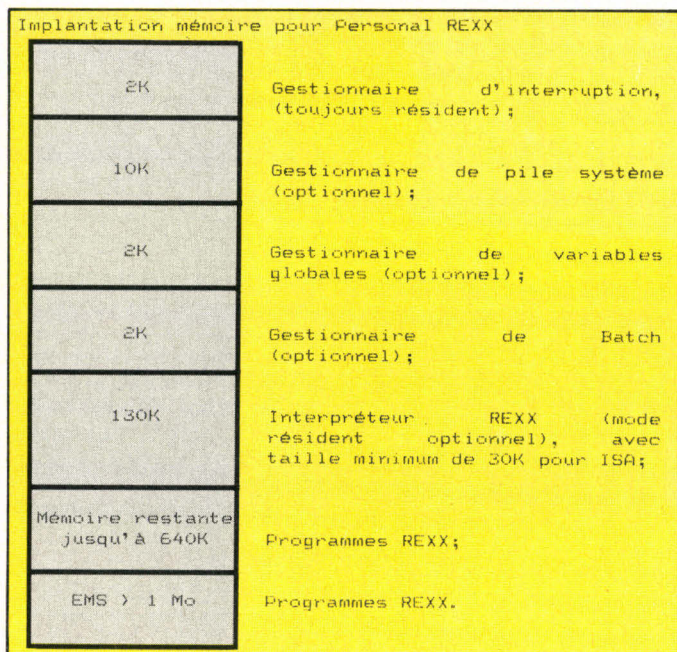 Implantation mémoire pour Personal REXX
2K
Gestionnaire d'interruption,
(toujours résident);
10K
Gestionnaire de pile système
(optionnel);
2K
Gestionnaire de variables
globales (optionnel);
2K
Gestionnaire de Batch
(optionnel);
130K
Interpréteur REXX (mode
résident optionnel), avec
taille minimum de 30K pour ISA;
Mémoire restante
jusqu'à 640K
Programmes REXX;
EMS > 1 Mo
Programmes REXX.